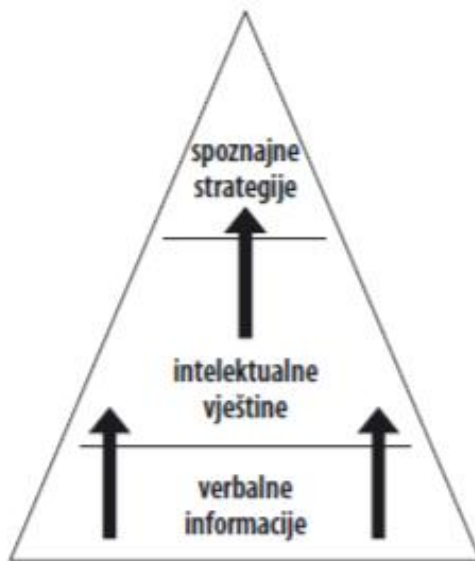 spoznajne
strategije
intelektualne
vještine
verbalne
informacije